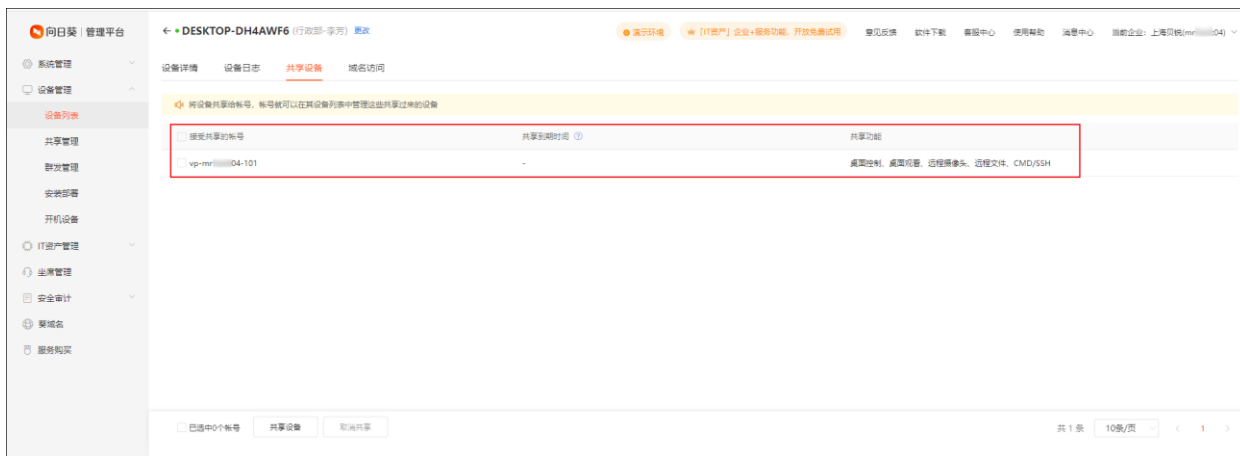 向日葵 | 管理平台
← DESKTOP-DH4AWF6 (行政部-李芳) 更改
演示环境
「IT资产」企业+服务功能，开放免费试用
意见反馈 软件下载 客服中心 使用帮助 消息中心 当前企业：上海贝锐(mr 04)
系统管理
设备管理
设备列表
共享管理
群发管理
安装部署
开机设备
IT资产管理
坐席管理
安全审计
葵域名
服务购买
设备详情 设备日志 共享设备 域名访问
将设备共享给帐号，帐号就可以在其设备列表中管理这些共享过来的设备
接受共享的帐号 共享到期时间 ? 共享功能
vp-mr 04-101 - 桌面控制、桌面观看、远程摄像头、远程文件、CMD/SSH
已选中0个帐号 共享设备 取消共享
共 1 条 10条/页 < 1 >